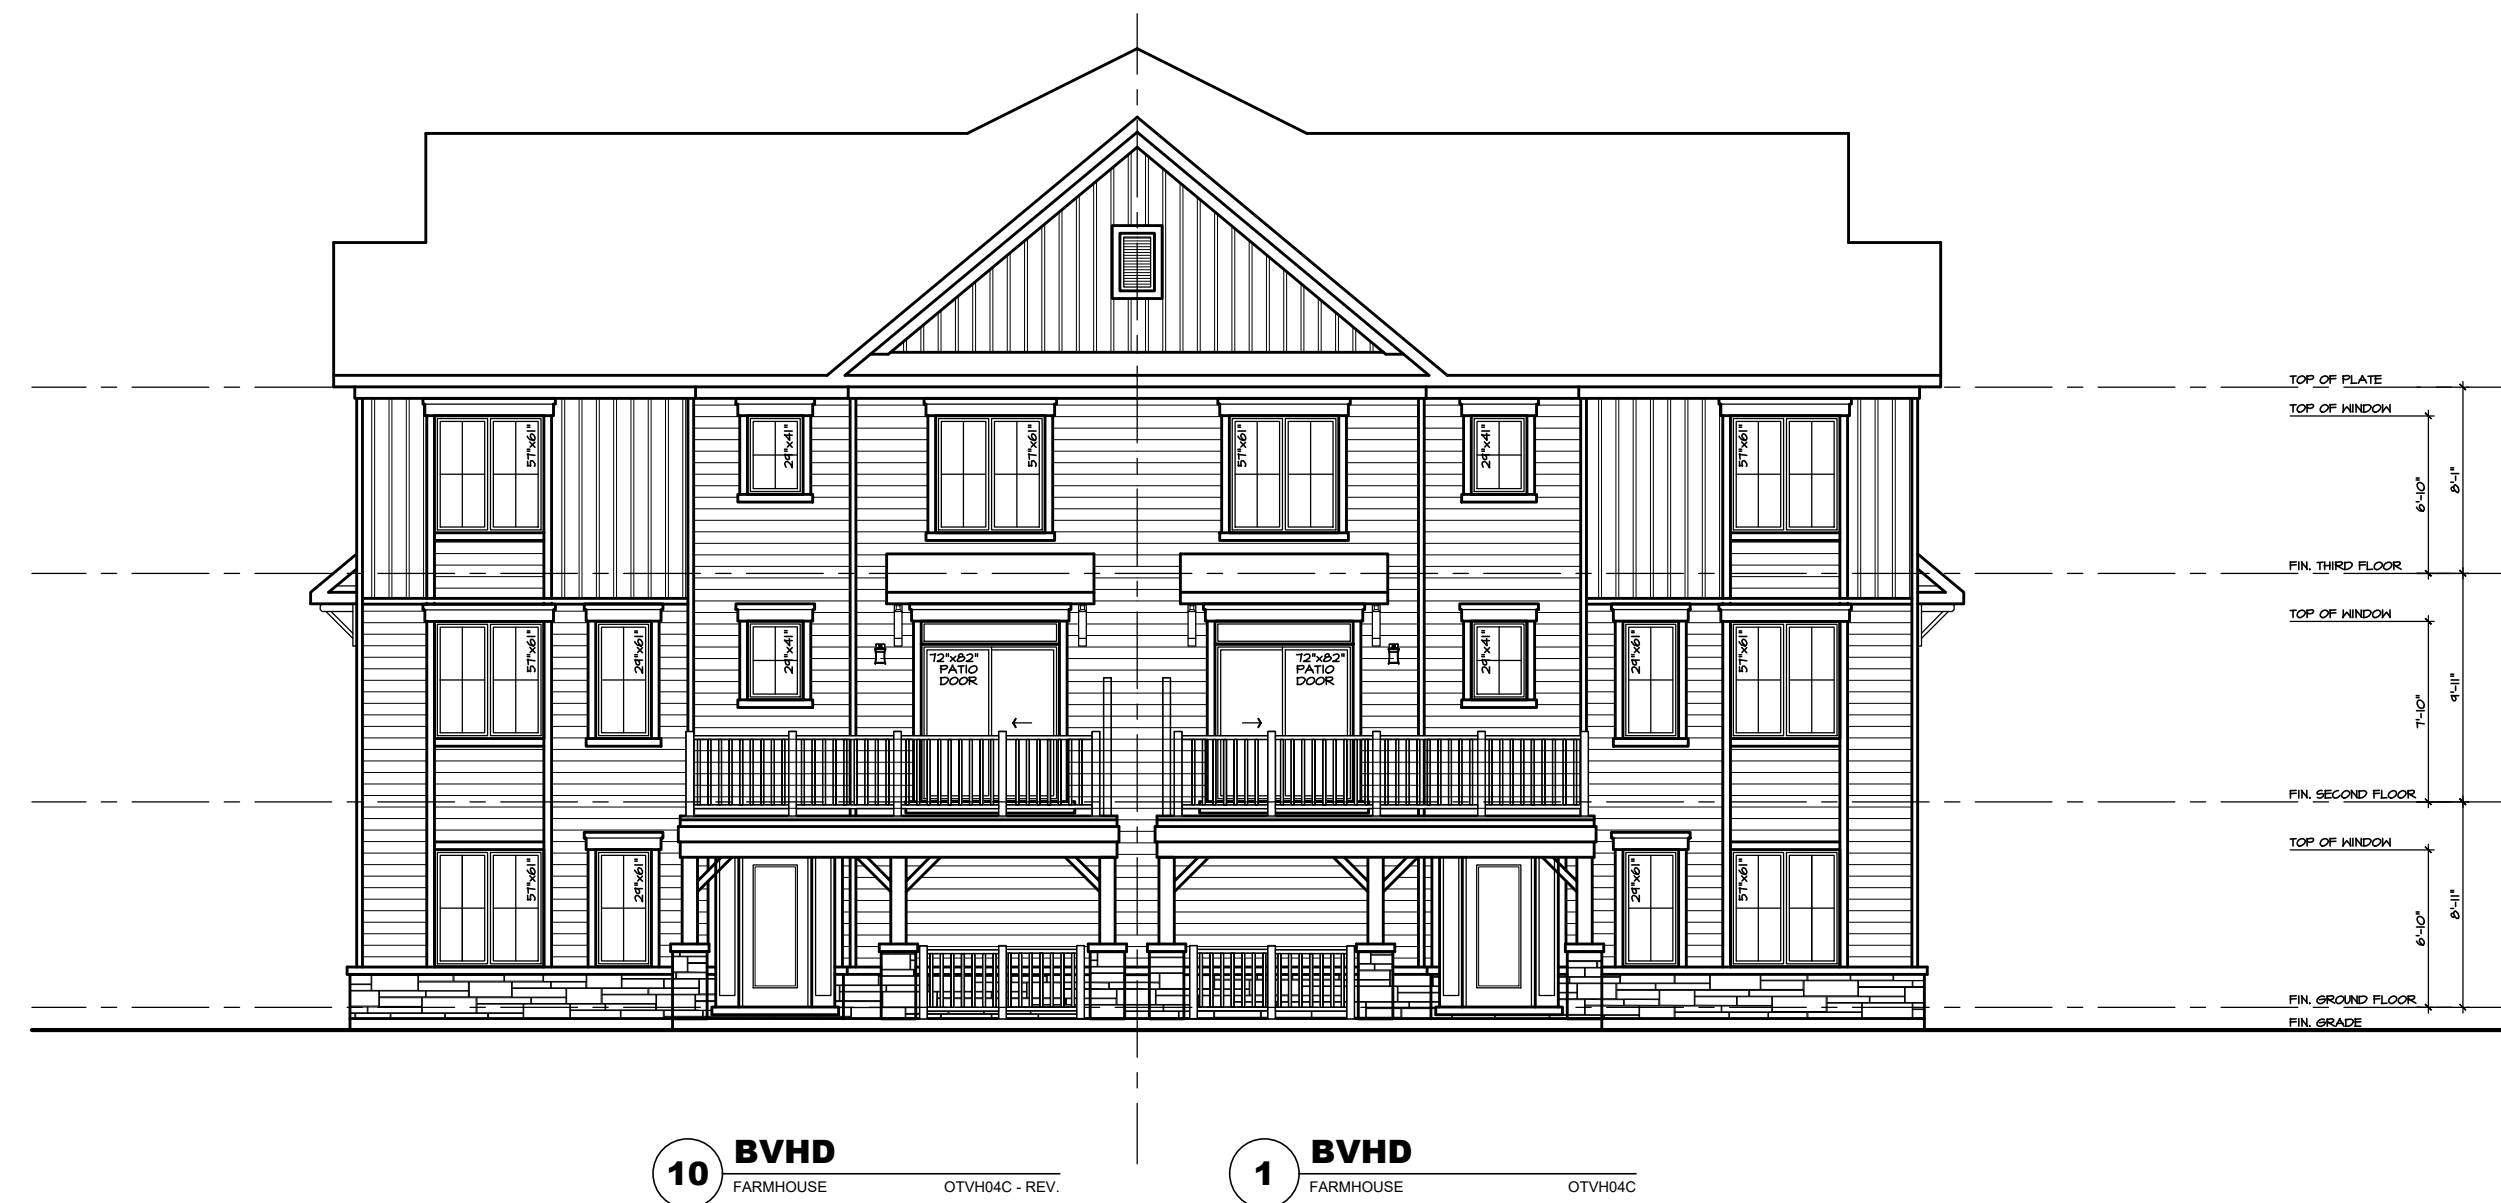 TOP OF PLATE
TOP OF WINDOW
57"x61"
29"x41"
57"x61"
57"x61"
29"x41"
57"x61"
6'-10"
8'-1"
FIN. THIRD FLOOR
TOP OF WINDOW
57"x61"
29"x61"
29"x41"
72"x82"
PATIO
DOOR
72"x82"
PATIO
DOOR
29"x41"
29"x61"
57"x61"
7'-10"
9'-11"
FIN. SECOND FLOOR
TOP OF WINDOW
57"x61"
29"x61"
29"x61"
57"x61"
6'-10"
8'-11"
FIN. GROUND FLOOR
FIN. GRADE
10 BVHD
FARMHOUSE OTVH04C - REV.
1 BVHD
FARMHOUSE OTVH04C